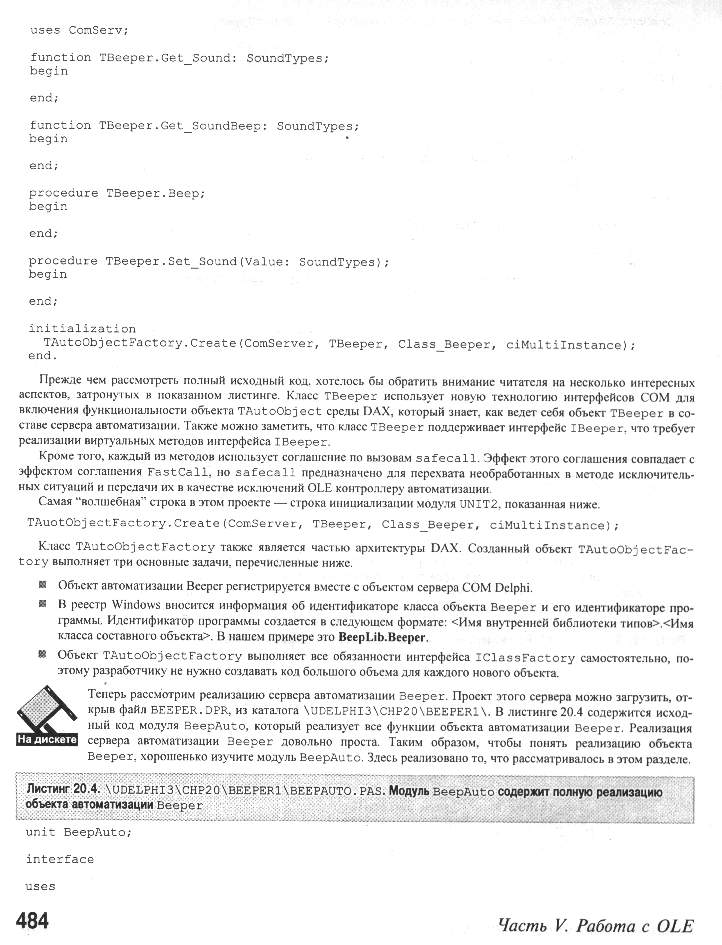 uses ComServ;
function TBeeper.Get_Sound: SoundTypes;
begin
end;
function TBeeper.Get_SoundBeep: SoundTypes;
begin
end;
procedure TBeeper.Beep;
begin
end;
procedure TBeeper.Set_Sound(Value: SoundTypes);
begin
end;
initialization
TAutoObjectFactory.Create(ComServer, TBeeper, Class_Beeper, ciMultiInstance);
end.
Прежде чем рассмотреть полный исходный код, хотелось бы обратить внимание читателя на несколько интересных
аспектов, затронутых в показанном листинге. Класс TBeeper использует новую технологию интерфейсов COM для
включения функциональности объекта TAutoObject среды DAX, который знает, как ведет себя объект TBeeper в со-
ставе сервера автоматизации. Также можно заметить, что класс TBeeper поддерживает интерфейс IBeeper, что требует
реализации виртуальных методов интерфейса IBeeper.
Кроме того, каждый из методов использует соглашение по вызовам safecall. Эффект этого соглашения совпадает с
эффектом соглашения FastCall, но safecall предназначено для перехвата необработанных в методе исключитель-
ных ситуаций и передачи их в качестве исключений OLE контроллеру автоматизации.
Самая “волшебная” строка в этом проекте — строка инициализации модуля UNIT2, показанная ниже.
TAuotObjectFactory.Create(ComServer, TBeeper, Class_Beeper, ciMultiInstance);
Класс TAutoObjectFactory также является частью архитектуры DAX. Созданный объект TAutoObjectFac-
tory выполняет три основные задачи, перечисленные ниже.
Объект автоматизации Beeper регистрируется вместе с объектом сервера COM Delphi.
В реестр Windows вносится информация об идентификаторе класса объекта Beeper и его идентификаторе про-
граммы. Идентификатор программы создается в следующем формате: <Имя внутренней библиотеки типов>.<Имя
класса составного объекта>. В нашем примере это BeepLib.Beeper.
Объект TAutoObjectFactory выполняет все обязанности интерфейса IClassFactory самостоятельно, по-
этому разработчику не нужно создавать код большого объема для каждого нового объекта.
Теперь рассмотрим реализацию сервера автоматизации Beeper. Проект этого сервера можно загрузить, от-
крыв файл BEEPER.DPR, из каталога \UDELPHI3\CHP20\BEEPER1\. В листинге 20.4 содержится исход-
ный код модуля BeepAuto, который реализует все функции объекта автоматизации Beeper. Реализация
На дискете
сервера автоматизации Beeper довольно проста. Таким образом, чтобы понять реализацию объекта
Beeper, хорошенько изучите модуль BeepAuto. Здесь реализовано то, что рассматривалось в этом разделе.
Листинг 20.4. \UDELPHI3\CHP20\BEEPER1\BEEPAUTO.PAS. Модуль BeepAuto содержит полную реализацию
объекта автоматизации Beeper
unit BeepAuto;
interface
uses
484
Часть V. Работа с OLE